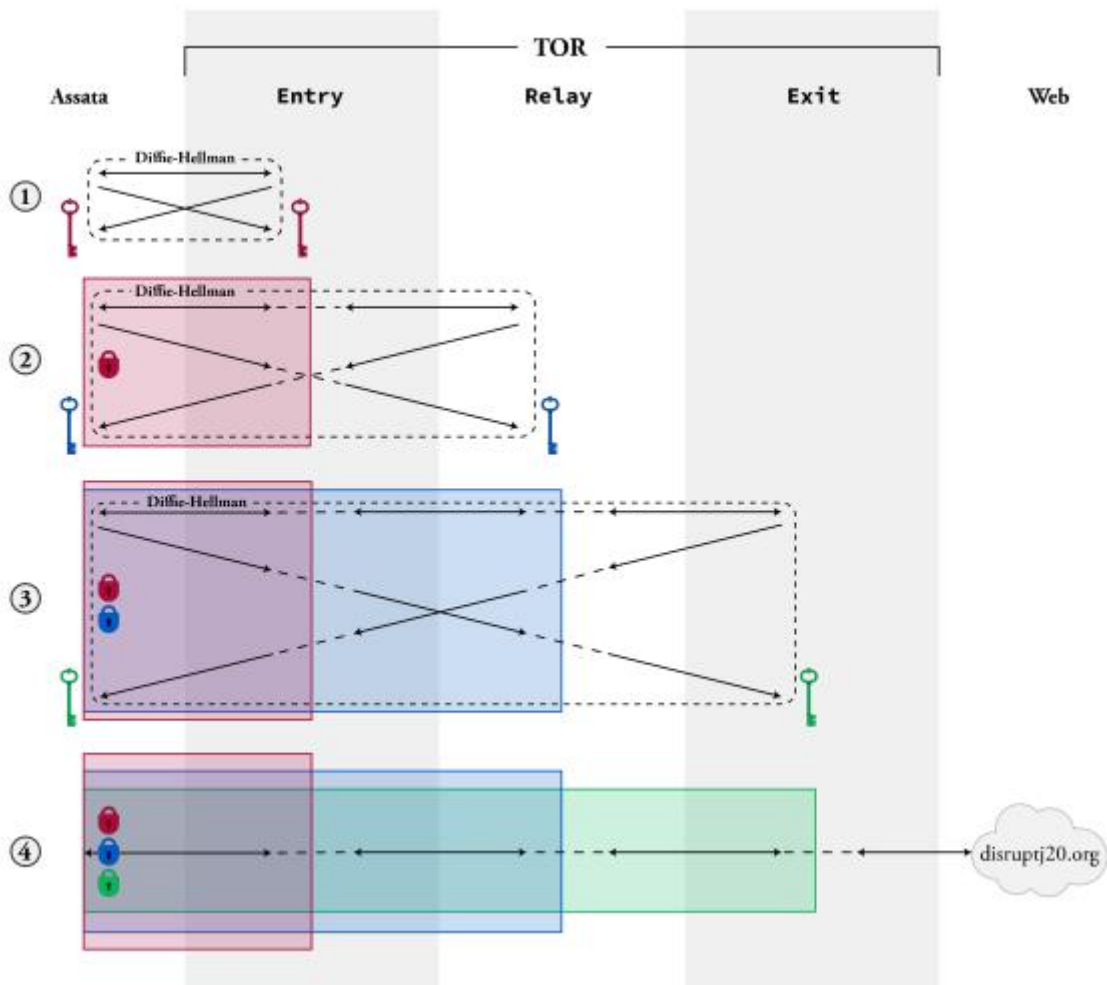 TOR
Assata Entry Relay Exit Web
Diffie-Hellman
1
Diffie-Hellman
2
Diffie-Hellman
3
4
disruptj20.org